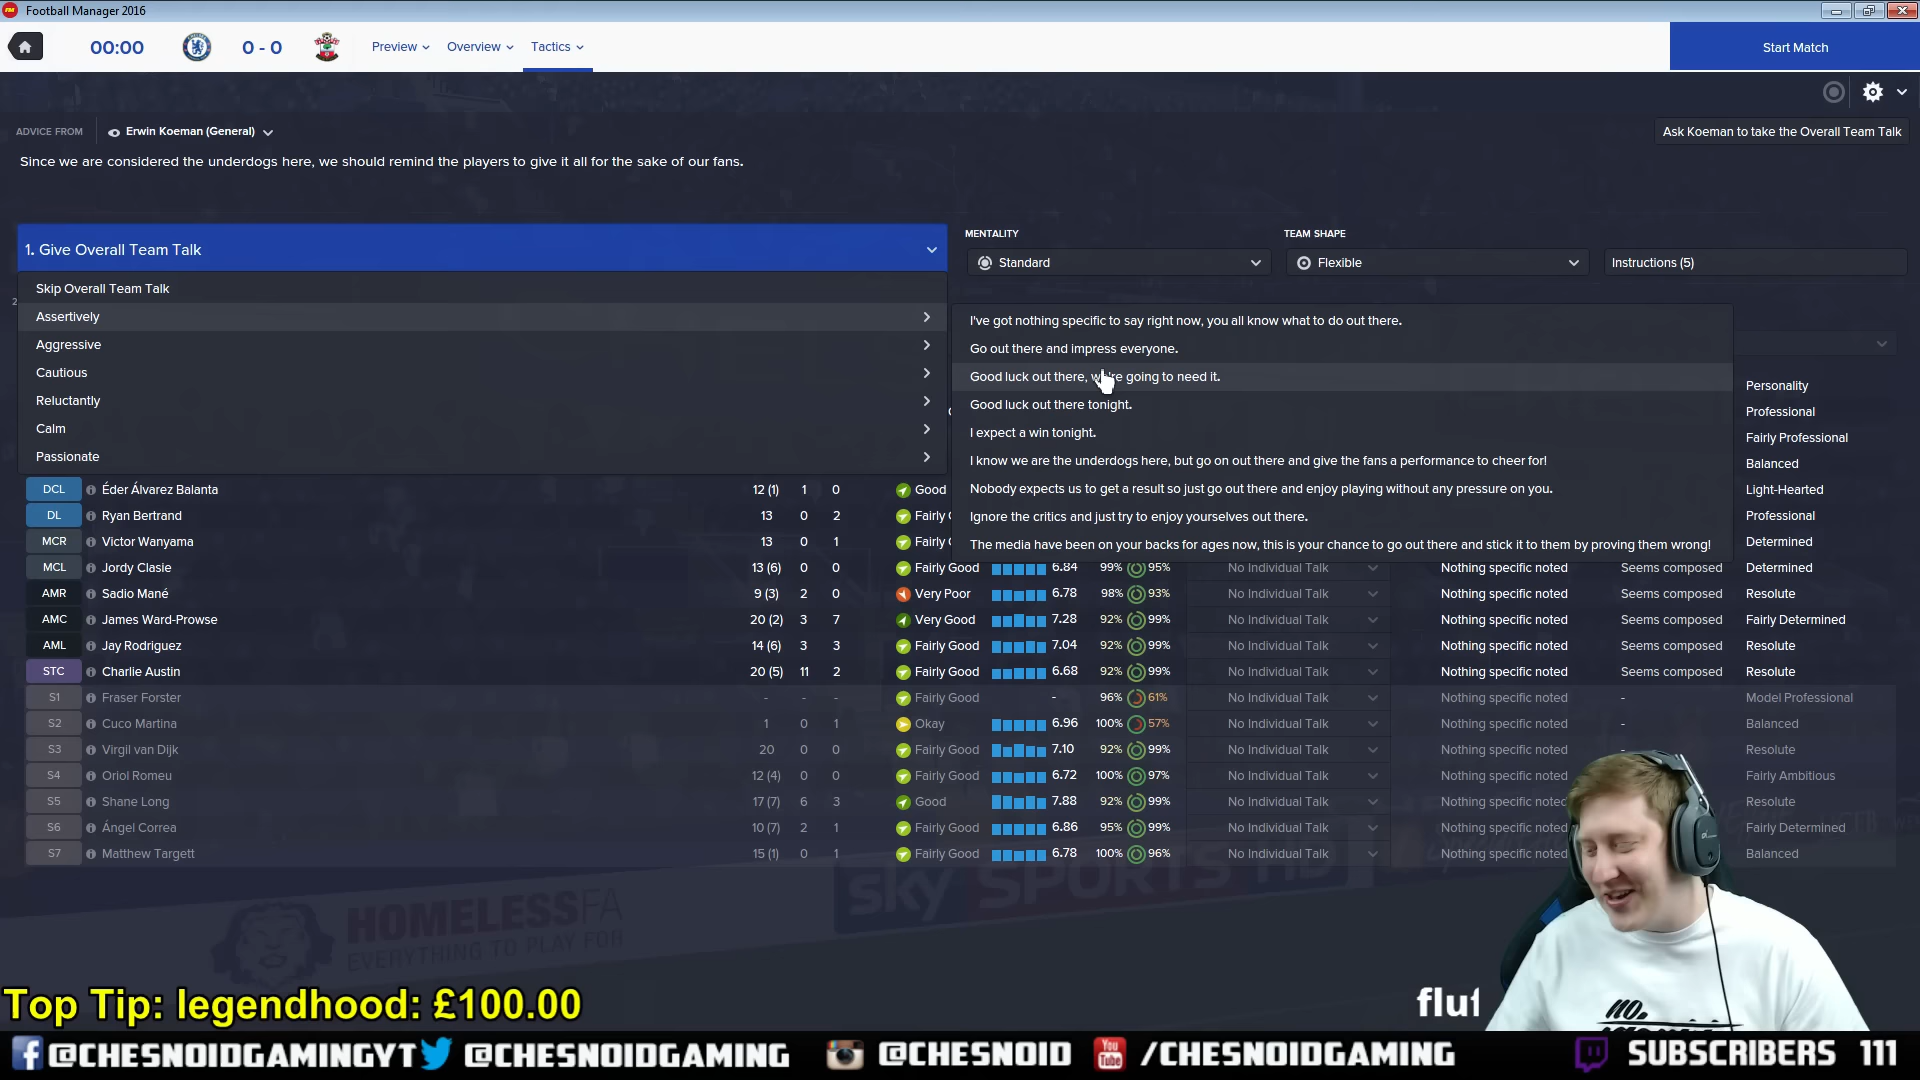 Football Manager 2016
00:00 0 - 0 Preview Overview Tactics Start Match
ADVICE FROM Erwin Koeman (General) Ask Koeman to take the Overall Team Talk
Since we are considered the underdogs here, we should remind the players to give it all for the sake of our fans.
MENTALITY TEAM SHAPE
1. Give Overall Team Talk Standard Flexible Instructions (5)
Skip Overall Team Talk
Assertively
Aggressive
Cautious
Reluctantly
Calm
Passionate
I've got nothing specific to say right now, you all know what to do out there.
Go out there and impress everyone.
Good luck out there, we're going to need it.
Good luck out there tonight.
I expect a win tonight.
I know we are the underdogs here, but go on out there and give the fans a performance to cheer for!
Nobody expects us to get a result so just go out there and enjoy playing without any pressure on you.
Ignore the critics and just try to enjoy yourselves out there.
The media have been on your backs for ages now, this is your chance to go out there and stick it to them by proving them wrong!
Personality
Professional
Fairly Professional
Balanced
DCL Éder Álvarez Balanta 12 (1) 1 0 Good Light-Hearted
DL Ryan Bertrand 13 0 2 Fairly Professional
MCR Victor Wanyama 13 0 1 Fairly Determined
MCL Jordy Clasie 13 (6) 0 0 Fairly Good 6.84 99% 95% No Individual Talk Nothing specific noted Seems composed Determined
AMR Sadio Mané 9 (3) 2 0 Very Poor 6.78 98% 93% No Individual Talk Nothing specific noted Seems composed Resolute
AMC James Ward-Prowse 20 (2) 3 7 Very Good 7.28 92% 99% No Individual Talk Nothing specific noted Seems composed Fairly Determined
AML Jay Rodriguez 14 (6) 3 3 Fairly Good 7.04 92% 99% No Individual Talk Nothing specific noted Seems composed Resolute
STC Charlie Austin 20 (5) 11 2 Fairly Good 6.68 92% 99% No Individual Talk Nothing specific noted Seems composed Resolute
S1 Fraser Forster - - - Fairly Good - 96% 61% No Individual Talk Nothing specific noted - Model Professional
S2 Cuco Martina 1 0 1 Okay 6.96 100% 57% No Individual Talk Nothing specific noted - Balanced
S3 Virgil van Dijk 20 0 0 Fairly Good 7.10 92% 99% No Individual Talk Nothing specific noted Resolute
S4 Oriol Romeu 12 (4) 0 0 Fairly Good 6.72 100% 97% No Individual Talk Nothing specific noted Fairly Ambitious
S5 Shane Long 17 (7) 6 3 Good 7.88 92% 99% No Individual Talk Nothing specific noted Resolute
S6 Ángel Correa 10 (7) 2 1 Fairly Good 6.86 95% 99% No Individual Talk Nothing specific noted Fairly Determined
S7 Matthew Targett 15 (1) 0 1 Fairly Good 6.78 100% 96% No Individual Talk Nothing specific noted Balanced
HOMELESSFA sky SPORTS HD
EVERYTHING TO PLAY FOR
Top Tip: legendhood: £100.00
NO,
@CHESNOIDGAMINGYT @CHESNOIDGAMING @CHESNOID You Tube /CHESNOIDGAMING SUBSCRIBERS 111